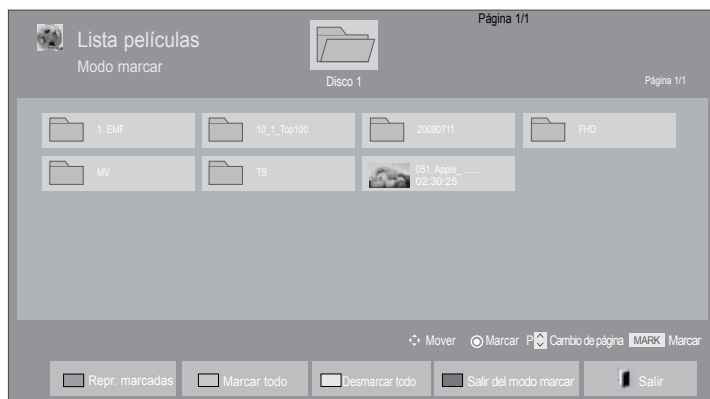 Página 1/1
Lista películas
Modo marcar
Disco 1
Página 1/1
1. EMF
10_1_Top100
20090711
FHD
MV
TS
051. Apple_ ......
02:30:25
Mover
Marcar
P
Cambio de página
MARK
Marcar
Repr. marcadas
Marcar todo
Desmarcar todo
Salir del modo marcar
Salir